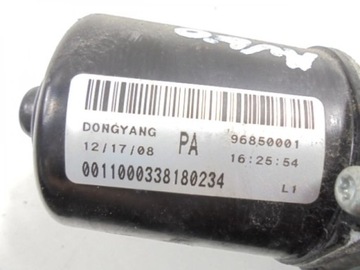 DONGYANG PA 96850001
12/17/08 16:25:54
0011000338180234 L1